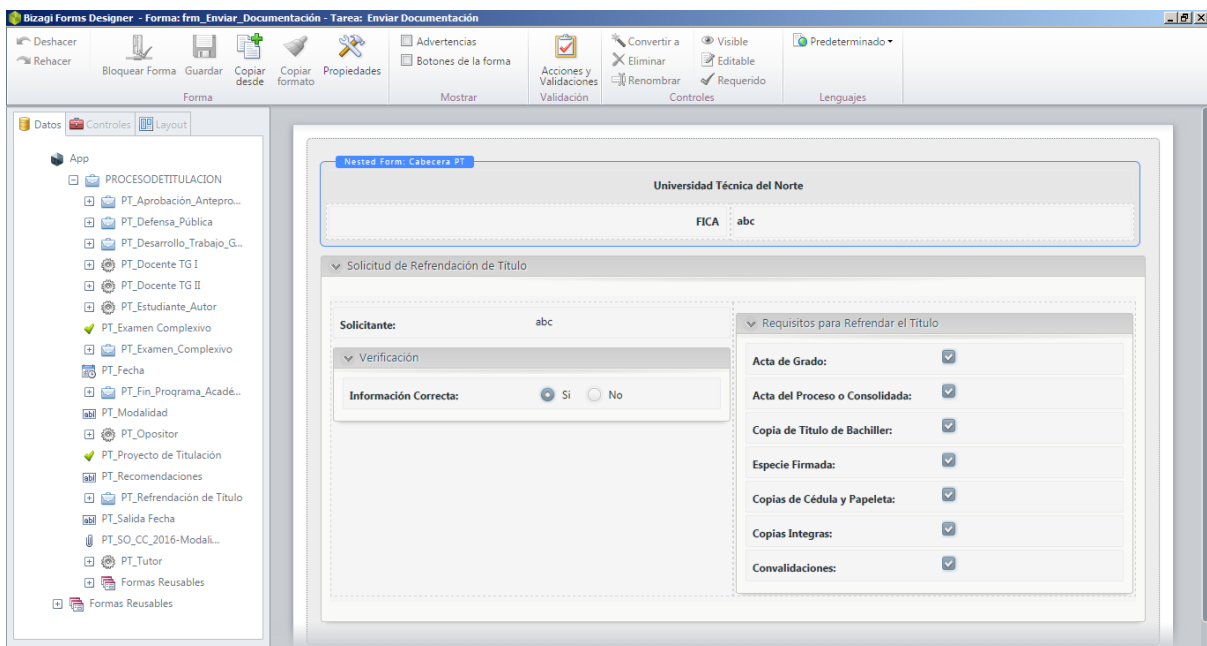 Bizagi Forms Designer - Forma: frm_Enviar_Documentación - Tarea: Enviar Documentación
Deshacer
Rehacer
Bloquear Forma
Guardar
Copiar desde
Forma
Copiar formato
Propiedades
Advertencias
Botones de la forma
Mostrar
Acciones y Validaciones
Validación
Convertir a
Eliminar
Renombrar
Visible
Editable
Requerido
Controles
Predeterminado
Lenguajes
Datos
Controles
Layout
App
PROCESODETITULACION
PT_Aprobación_Antepro...
PT_Defensa_Pública
PT_Desarrollo_Trabajo_G...
PT_Docente TG I
PT_Docente TG II
PT_Estudiante_Autor
PT_Examen Complexivo
PT_Examen_Complexivo
PT_Fecha
PT_Fin_Programa_Acadé...
PT_Modalidad
PT_Opositor
PT_Proyecto de Titulación
PT_Recomendaciones
PT_Refrendación de Título
PT_Salida Fecha
PT_SO_CC_2016-Modali...
PT_Tutor
Formas Reusables
Formas Reusables
Nested Form: Cabecera PT
Universidad Técnica del Norte
FICA abc
Solicitud de Refrendación de Título
Solicitante: abc
Verificación
Información Correcta: Si No
Requisitos para Refrendar el Título
Acta de Grado:
Acta del Proceso o Consolidada:
Copia de Titulo de Bachiller:
Especie Firmada:
Copias de Cédula y Papeleta:
Copias Integras:
Convalidaciones: